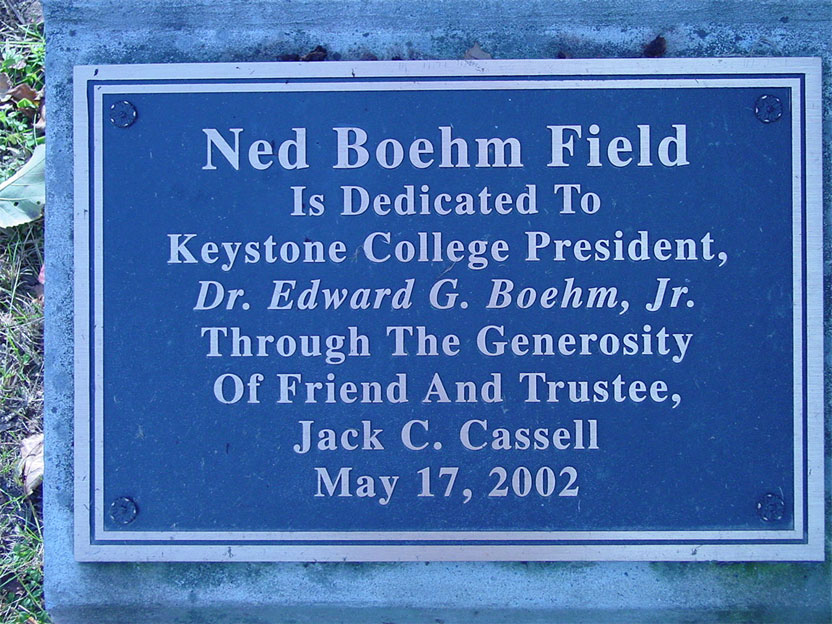 Ned Boehm Field
Is Dedicated To
Keystone College President,
Dr. Edward G. Boehm, Jr.
Through The Generosity
Of Friend And Trustee,
Jack C. Cassell
May 17, 2002